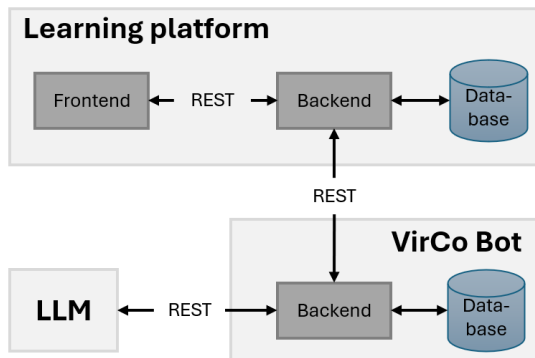 Learning platform
Frontend
REST
Backend
Data-
base
REST
VirCo Bot
LLM
REST
Backend
Data-
base